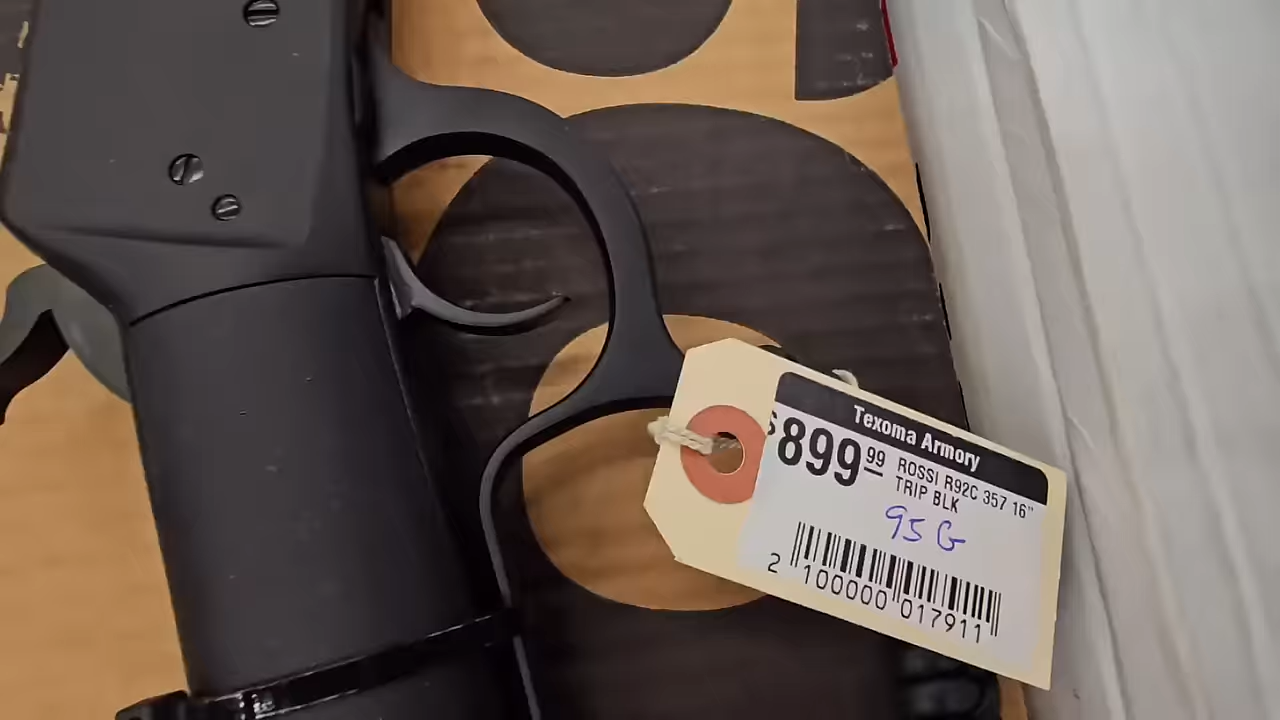 Texoma Armory
$899.99
ROSSI R92C 357 16"
TRIP BLK
95 G
2 100000 017911